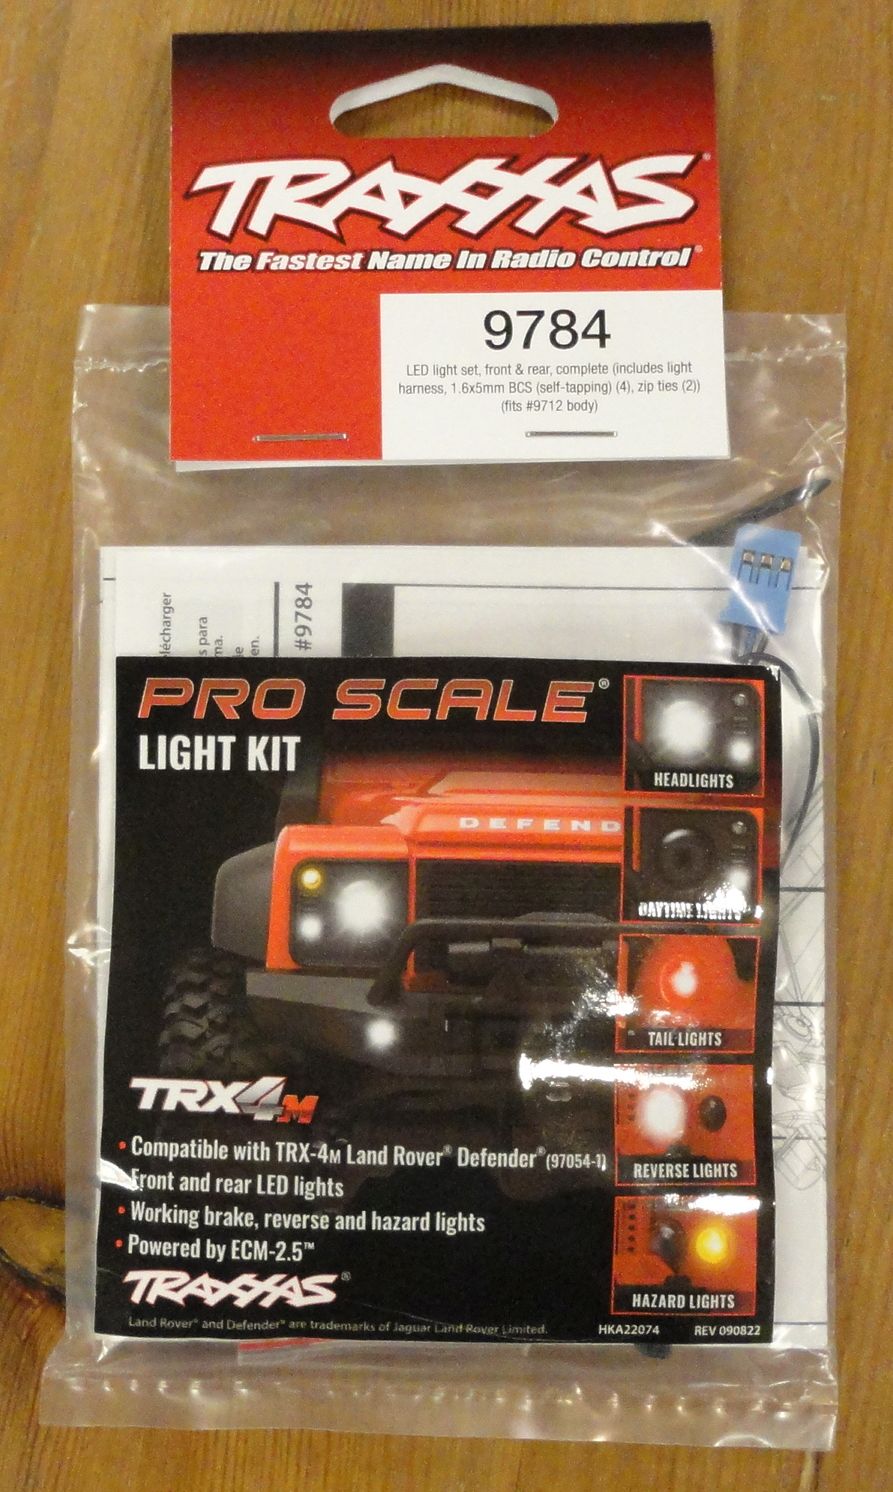 TRAXXAS®
The Fastest Name In Radio Control®
9784
LED light set, front & rear, complete (includes light
harness, 1.6x5mm BCS (self-tapping) (4), zip ties (2))
(fits #9712 body)
élécharger
s para
ma.
e
en.
#9784
PRO SCALE®
LIGHT KIT
HEADLIGHTS
DEFEND
DAYTIME LIGHTS
TAIL LIGHTS
TRX4M
REVERSE LIGHTS
• Compatible with TRX-4M Land Rover® Defender® (97054-1)
Front and rear LED lights
• Working brake, reverse and hazard lights
• Powered by ECM-2.5™
HAZARD LIGHTS
TRAXXAS®
Land Rover® and Defender® are trademarks of Jaguar Land Rover Limited.
HKA22074 REV 090822